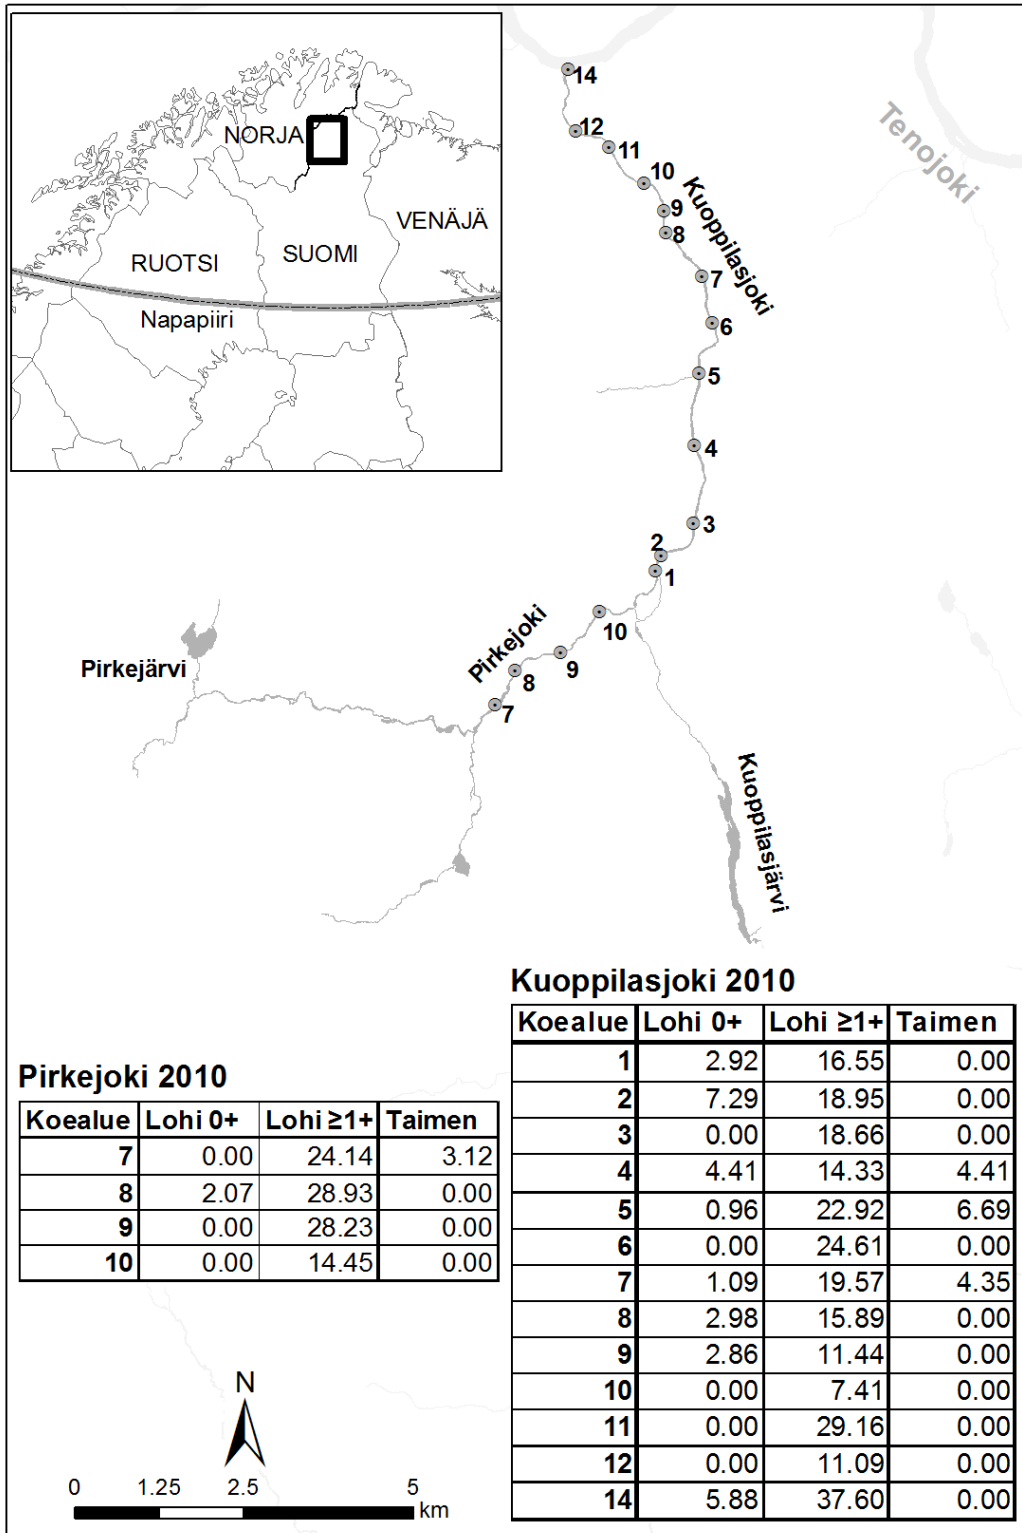 NORJA
VENÄJÄ
SUOMI
RUOTSI
Napapiiri
14
12
11
10
9
8
7
6
5
4
3
2
1
10
9
8
7
Tenojoki
Kuoppilasjoki
Pirkejoki
Pirkejärvi
Kuoppilasjärvi
Pirkejoki 2010
Koealue Lohi 0+ Lohi ≥1+ Taimen
7 0.00 24.14 3.12
8 2.07 28.93 0.00
9 0.00 28.23 0.00
10 0.00 14.45 0.00
Kuoppilasjoki 2010
Koealue Lohi 0+ Lohi ≥1+ Taimen
1 2.92 16.55 0.00
2 7.29 18.95 0.00
3 0.00 18.66 0.00
4 4.41 14.33 4.41
5 0.96 22.92 6.69
6 0.00 24.61 0.00
7 1.09 19.57 4.35
8 2.98 15.89 0.00
9 2.86 11.44 0.00
10 0.00 7.41 0.00
11 0.00 29.16 0.00
12 0.00 11.09 0.00
14 5.88 37.60 0.00
N
0 1.25 2.5 5
km